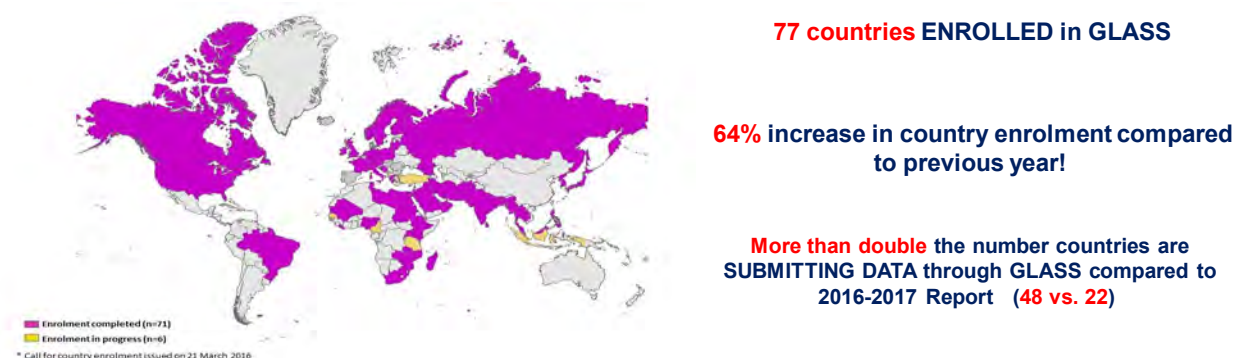 77 countries ENROLLED in GLASS
64% increase in country enrolment compared
to previous year!
More than double the number countries are
SUBMITTING DATA through GLASS compared to
2016-2017 Report (48 vs. 22)
Enrolment completed (n=71)
Enrolment in progress (n=6)
* Call for country enrolment issued on 21 March 2016